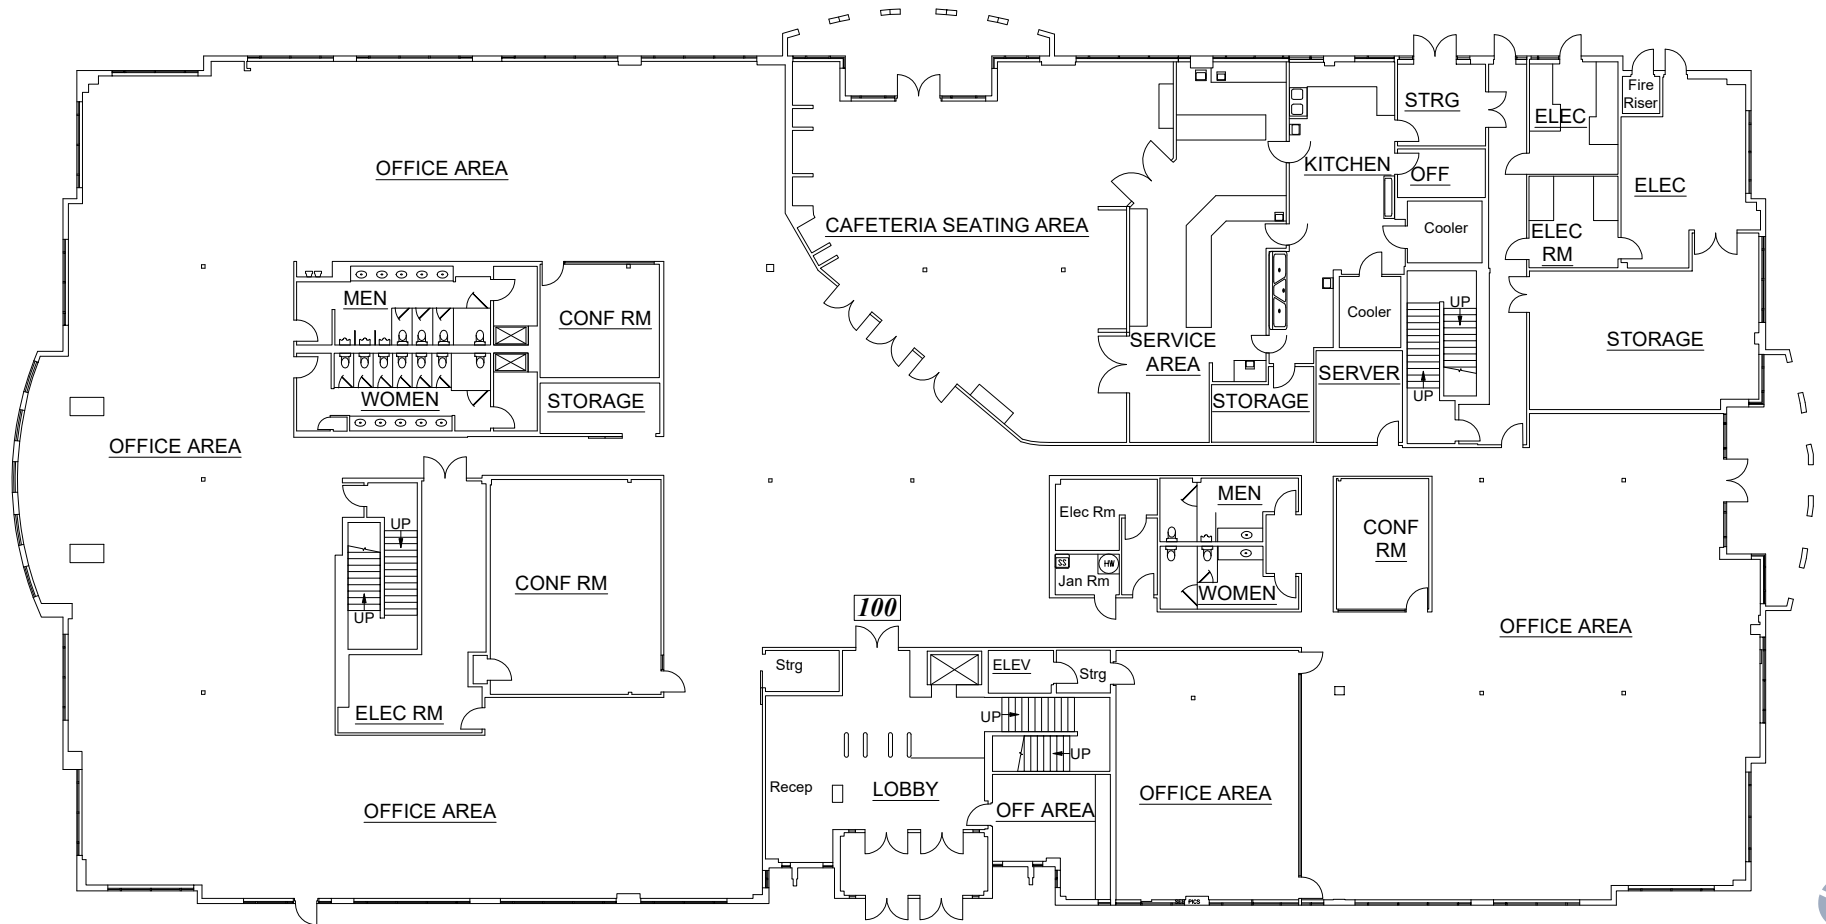 Fire
Riser
STRG
ELEC
OFFICE AREA
KITCHEN
OFF
ELEC
CAFETERIA SEATING AREA
Cooler
ELEC
RM
MEN
CONF RM
UP
Cooler
SERVICE
AREA
STORAGE
SERVER
UP
WOMEN
STORAGE
STORAGE
OFFICE AREA
MEN
Elec Rm
UP
CONF
RM
SS
HW
CONF RM
Jan Rm
WOMEN
100
UP
OFFICE AREA
Strg
ELEV
Strg
ELEC RM
UP
UP
Recep
LOBBY
OFFICE AREA
OFFICE AREA
OFF AREA
SEE PICS